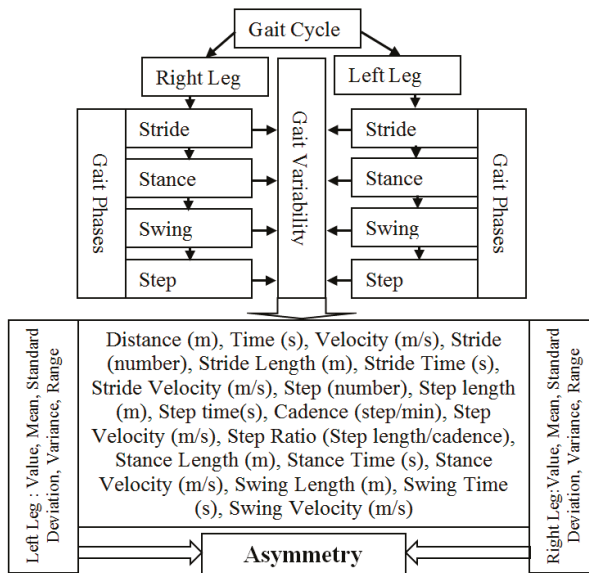 Gait Cycle
Right Leg
Left Leg
Gait Phases
Stride
Stance
Swing
Step
Gait Variability
Stride
Stance
Swing
Step
Gait Phases
Left Leg : Value, Mean, Standard
Deviation, Variance, Range
Distance (m), Time (s), Velocity (m/s), Stride
(number), Stride Length (m), Stride Time (s),
Stride Velocity (m/s), Step (number), Step length
(m), Step time(s), Cadence (step/min), Step
Velocity (m/s), Step Ratio (Step length/cadence),
Stance Length (m), Stance Time (s), Stance
Velocity (m/s), Swing Length (m), Swing Time
(s), Swing Velocity (m/s)
Right Leg:Value, Mean, Standard
Deviation, Variance, Range
Asymmetry